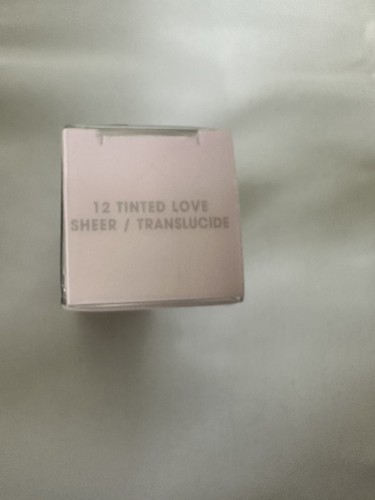 12 TINTED LOVE
SHEER / TRANSLUCIDE